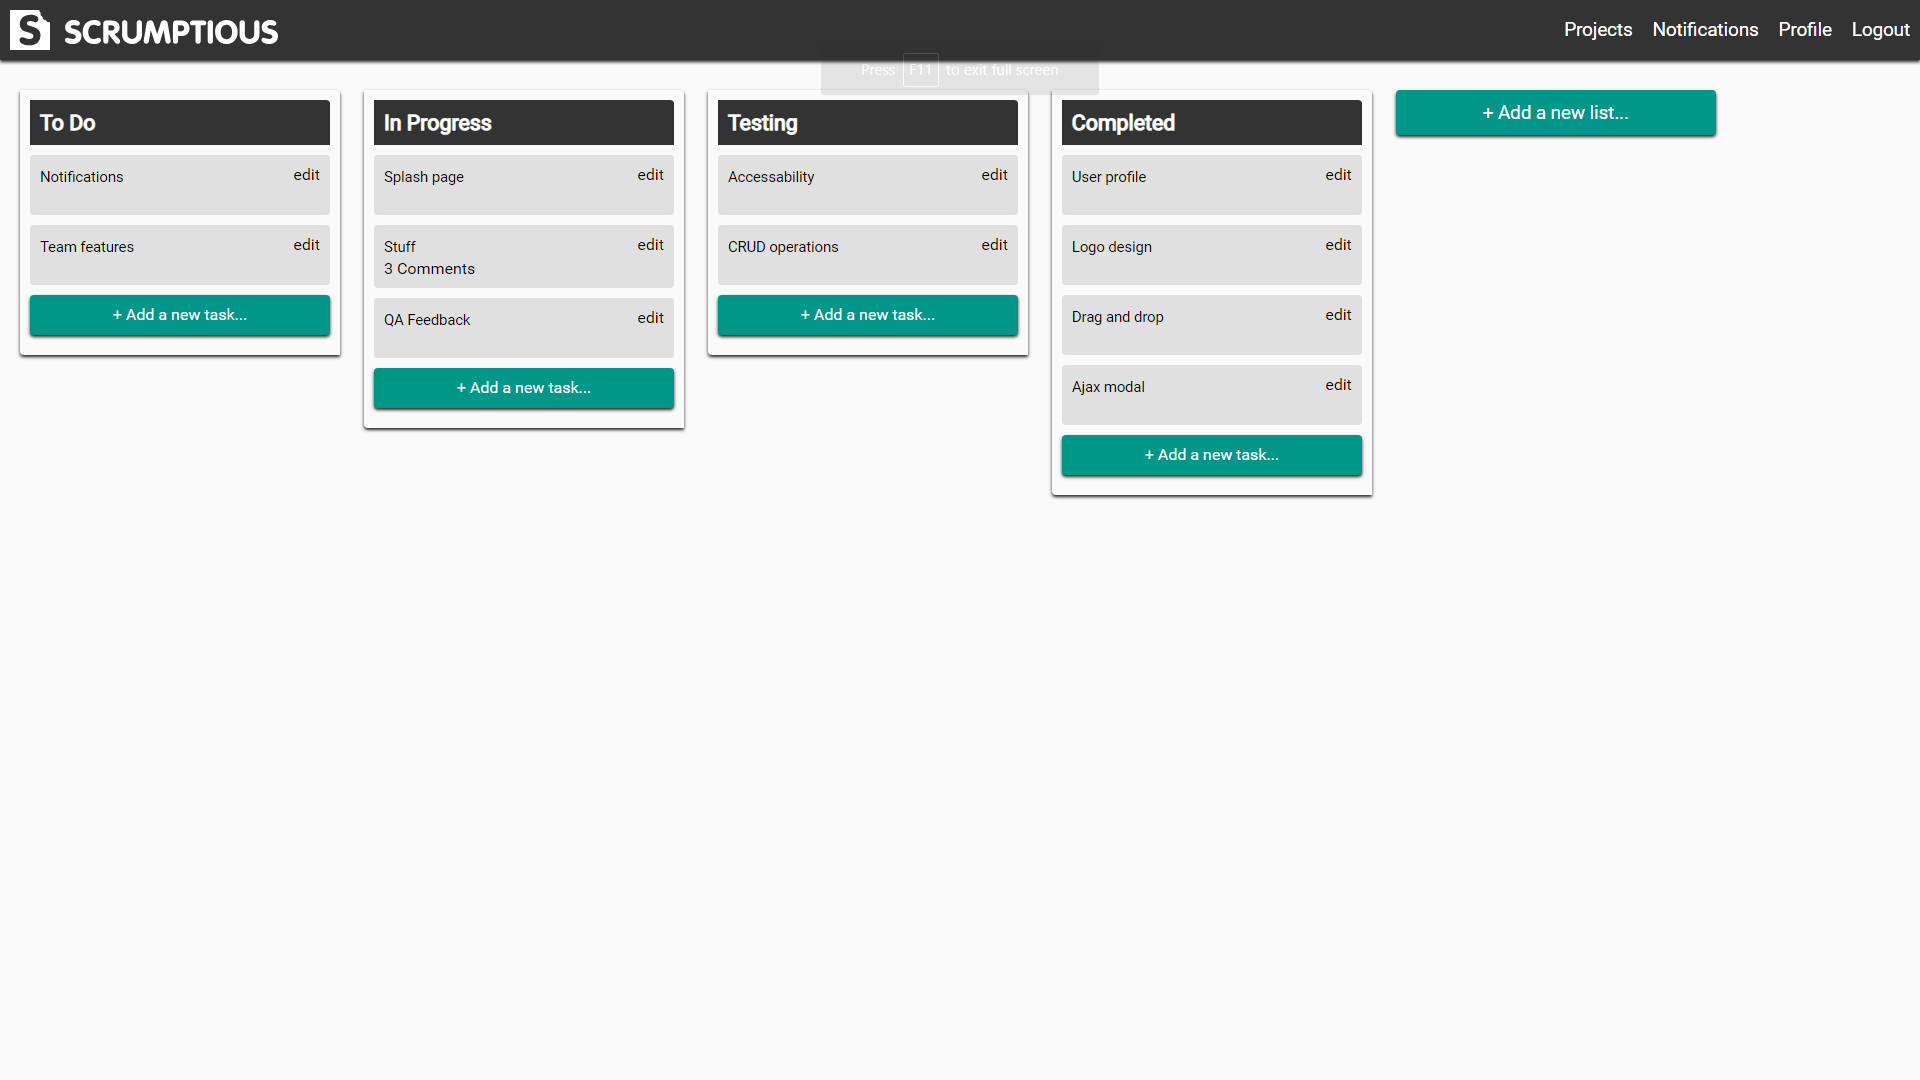 S SCRUMPTIOUS
Projects Notifications Profile Logout
Press F11 to exit full screen
To Do
Notifications edit
Team features edit
+ Add a new task...
In Progress
Splash page edit
Stuff edit
3 Comments
QA Feedback edit
+ Add a new task...
Testing
Accessability edit
CRUD operations edit
+ Add a new task...
Completed
User profile edit
Logo design edit
Drag and drop edit
Ajax modal edit
+ Add a new task...
+ Add a new list...